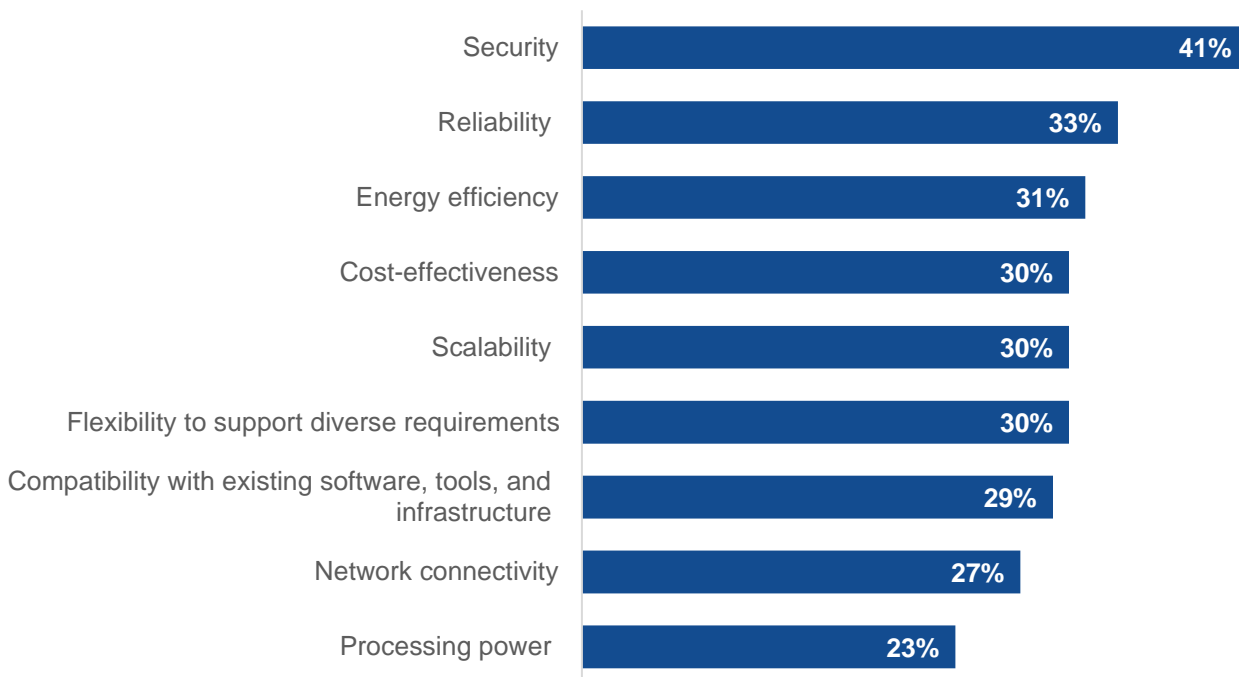 Security 41%
Reliability 33%
Energy efficiency 31%
Cost-effectiveness 30%
Scalability 30%
Flexibility to support diverse requirements 30%
Compatibility with existing software, tools, and
infrastructure 29%
Network connectivity 27%
Processing power 23%